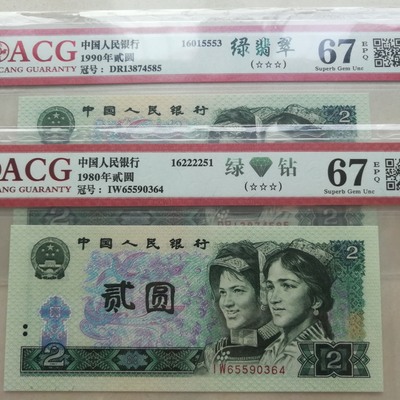 ACG 中国人民银行 16015553 绿翡翠 67 EPQ
CANG GUARANTY 1990年贰圆 (☆☆☆) Superb Gem Unc
冠号: DR13874585
中国人民银行 2
ACG 中国人民银行 16222251 绿 钻 67 EPQ
CANG GUARANTY 1980年贰圆 (☆☆☆) Superb Gem Unc
冠号: IW65590364
2
中国人民银行 2
贰圆
2
IW65590364
2